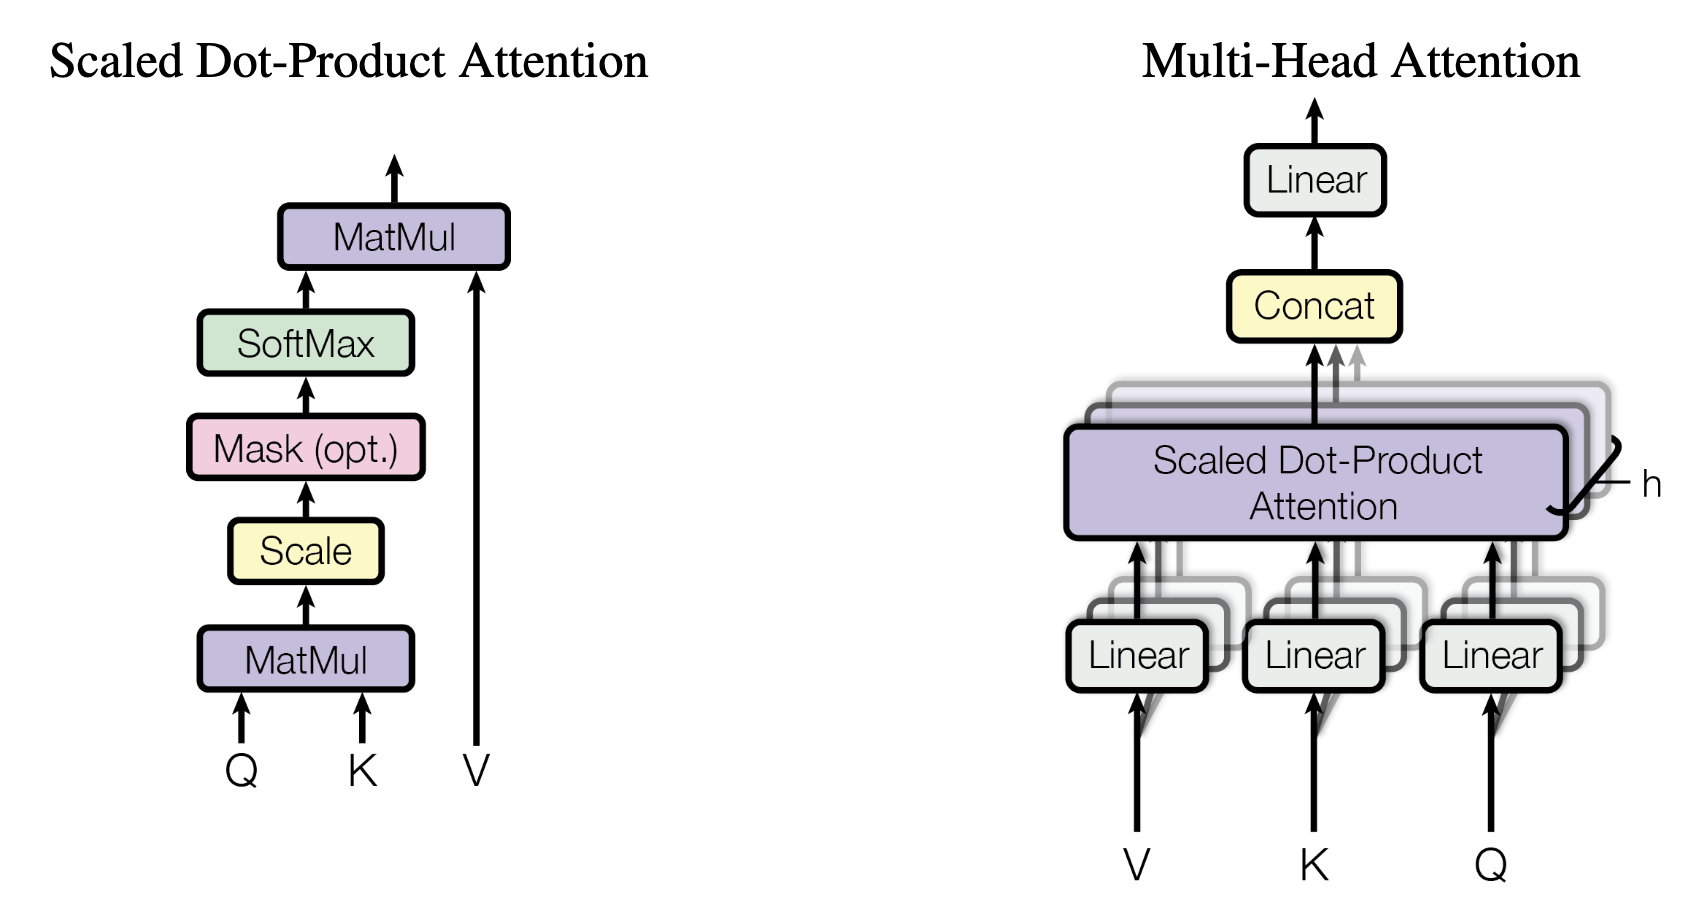 Scaled Dot-Product Attention
MatMul
SoftMax
Mask (opt.)
Scale
MatMul
Q K V
Multi-Head Attention
Linear
Concat
Scaled Dot-Product
Attention
h
Linear Linear Linear
V K Q